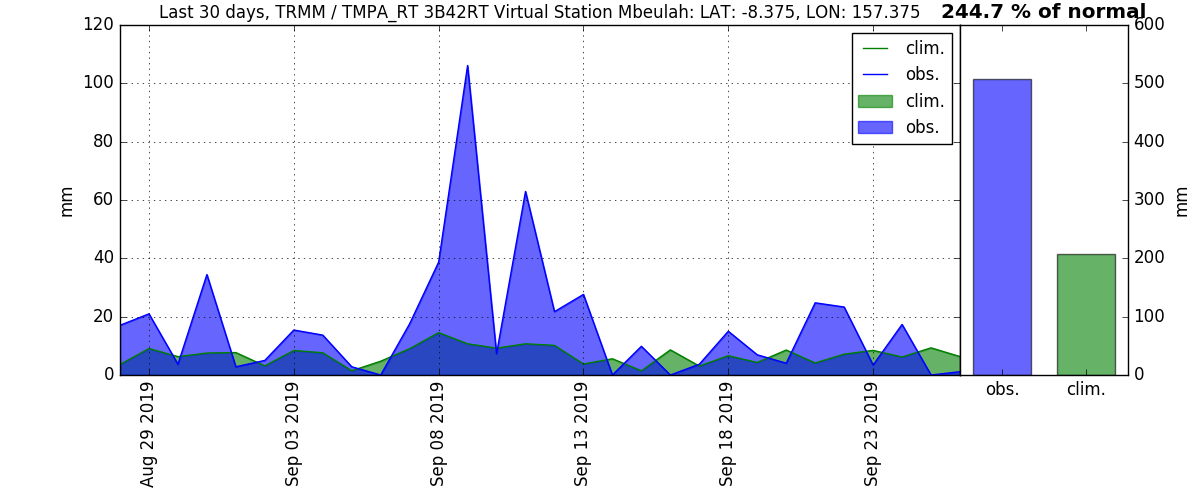 Last 30 days, TRMM / TMPA_RT 3B42RT Virtual Station Mbeulah: LAT: -8.375, LON: 157.375 244.7 % of normal
120
100
80
60
40
20
0
mm
clim.
obs.
clim.
obs.
600
500
400
300
200
100
0
mm
obs. clim.
Aug 29 2019
Sep 03 2019
Sep 08 2019
Sep 13 2019
Sep 18 2019
Sep 23 2019